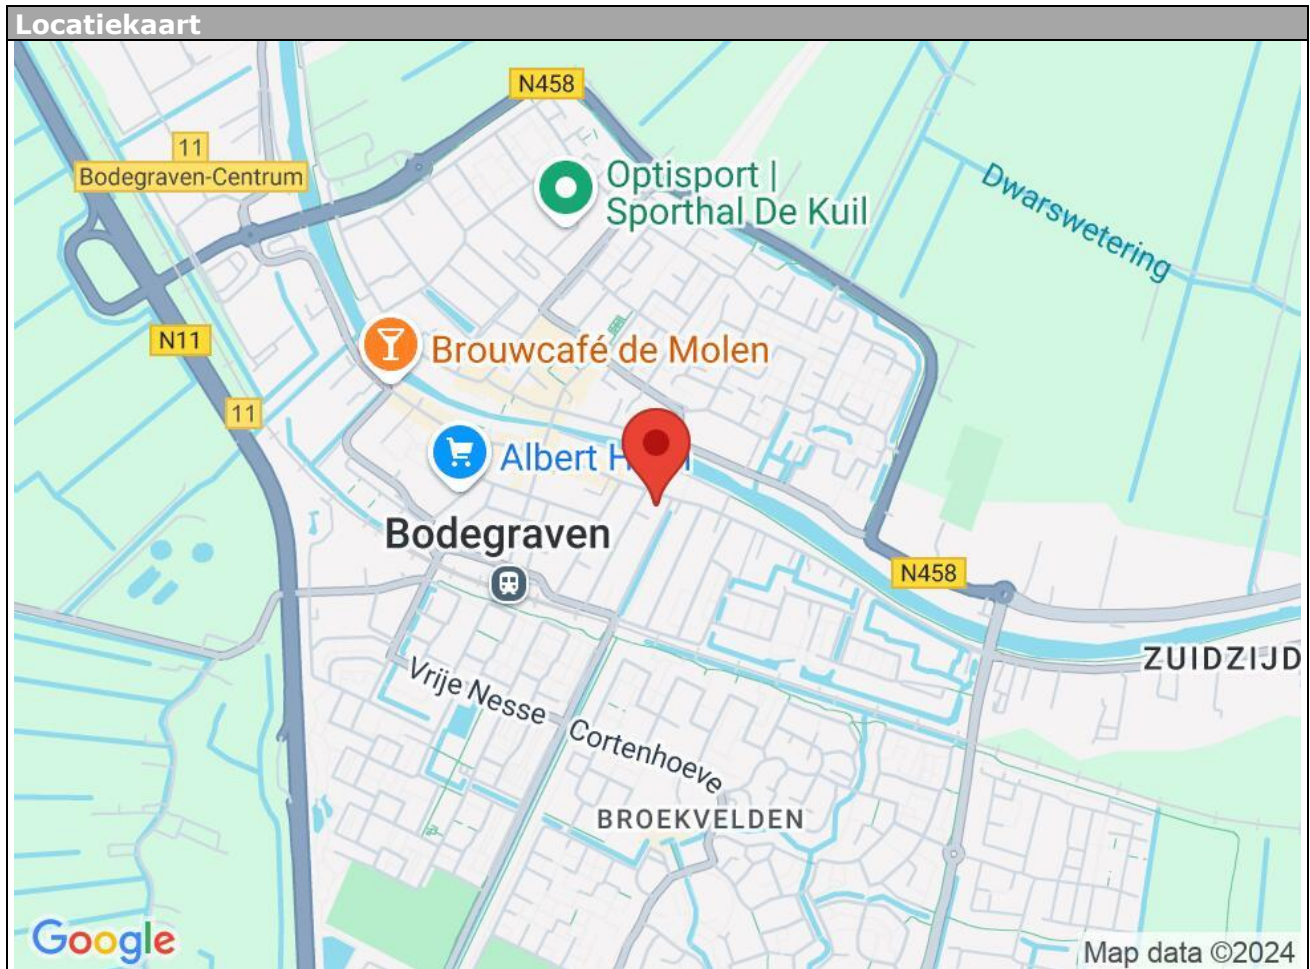 Locatiekaart
N458
11
Bodegraven-Centrum
Optisport |
Sporthal De Kuil
Dwarswetering
N11
Brouwcafé de Molen
11
Albert H
Bodegraven
N458
ZUIDZIJD
Vrije Nesse
Cortenhoeve
BROEKVELDEN
Google
Map data ©2024